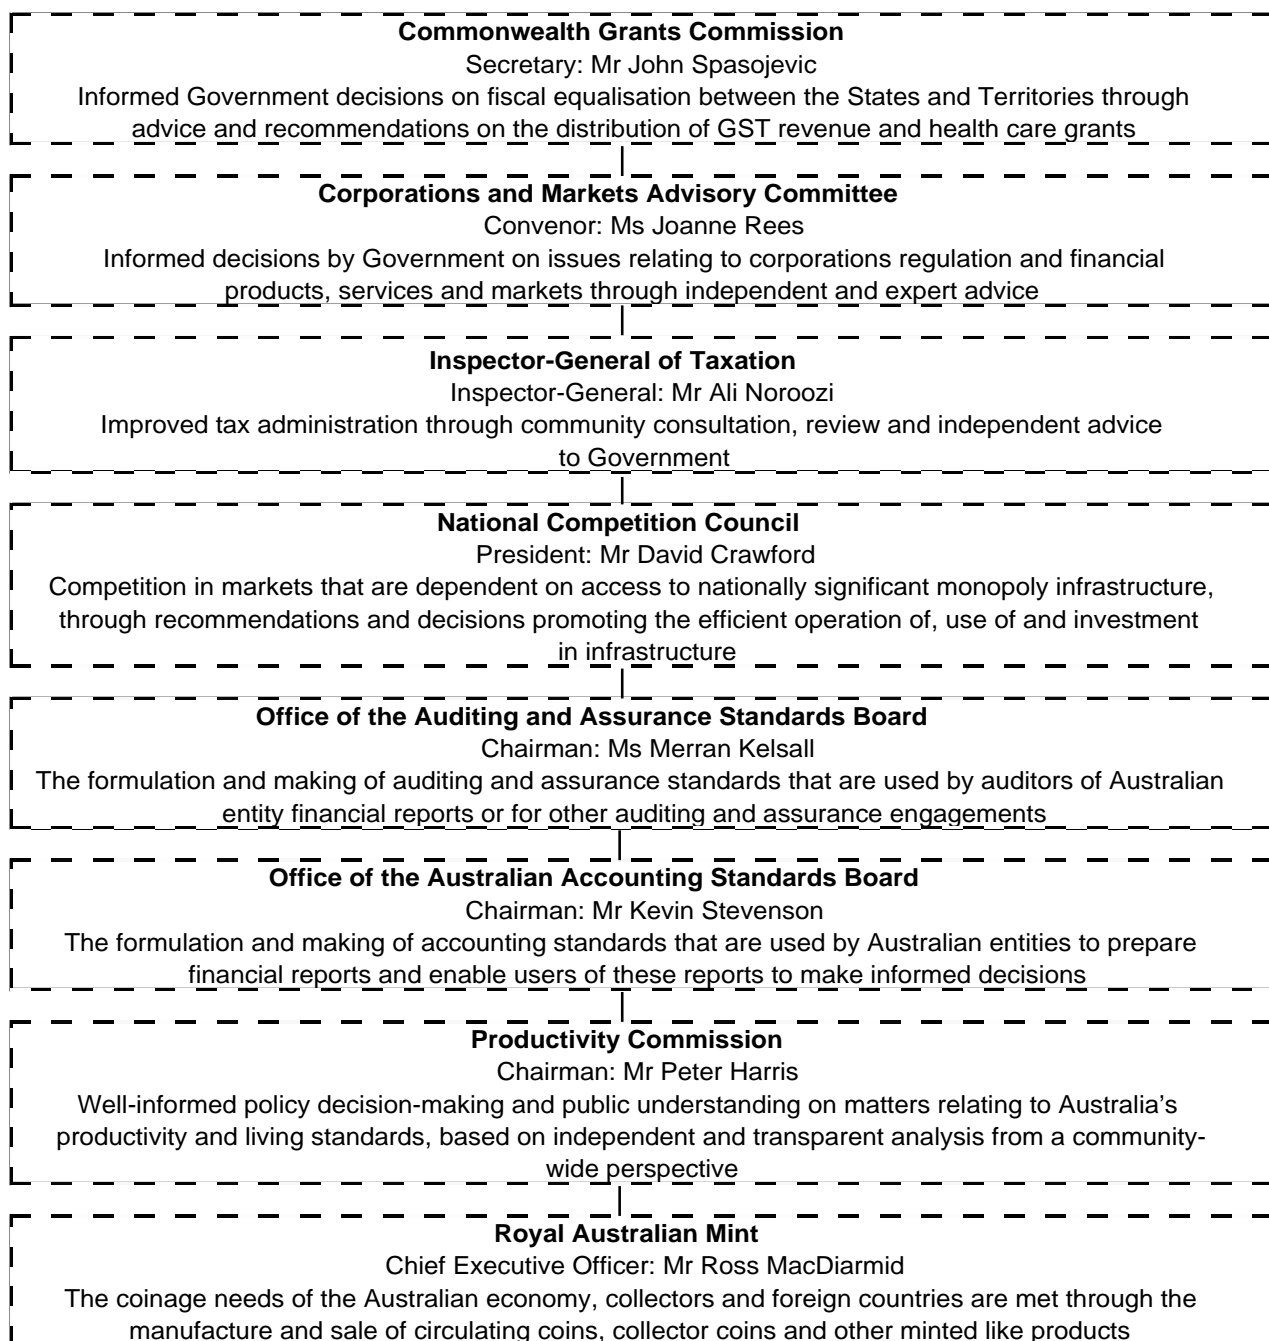 Commonwealth Grants Commission
Secretary: Mr John Spasojevic
Informed Government decisions on fiscal equalisation between the States and Territories through
advice and recommendations on the distribution of GST revenue and health care grants
Corporations and Markets Advisory Committee
Convenor: Ms Joanne Rees
Informed decisions by Government on issues relating to corporations regulation and financial
products, services and markets through independent and expert advice
Inspector-General of Taxation
Inspector-General: Mr Ali Noroozi
Improved tax administration through community consultation, review and independent advice
to Government
National Competition Council
President: Mr David Crawford
Competition in markets that are dependent on access to nationally significant monopoly infrastructure,
through recommendations and decisions promoting the efficient operation of, use of and investment
in infrastructure
Office of the Auditing and Assurance Standards Board
Chairman: Ms Merran Kelsall
The formulation and making of auditing and assurance standards that are used by auditors of Australian
entity financial reports or for other auditing and assurance engagements
Office of the Australian Accounting Standards Board
Chairman: Mr Kevin Stevenson
The formulation and making of accounting standards that are used by Australian entities to prepare
financial reports and enable users of these reports to make informed decisions
Productivity Commission
Chairman: Mr Peter Harris
Well-informed policy decision-making and public understanding on matters relating to Australia’s
productivity and living standards, based on independent and transparent analysis from a community-
wide perspective
Royal Australian Mint
Chief Executive Officer: Mr Ross MacDiarmid
The coinage needs of the Australian economy, collectors and foreign countries are met through the
manufacture and sale of circulating coins, collector coins and other minted like products